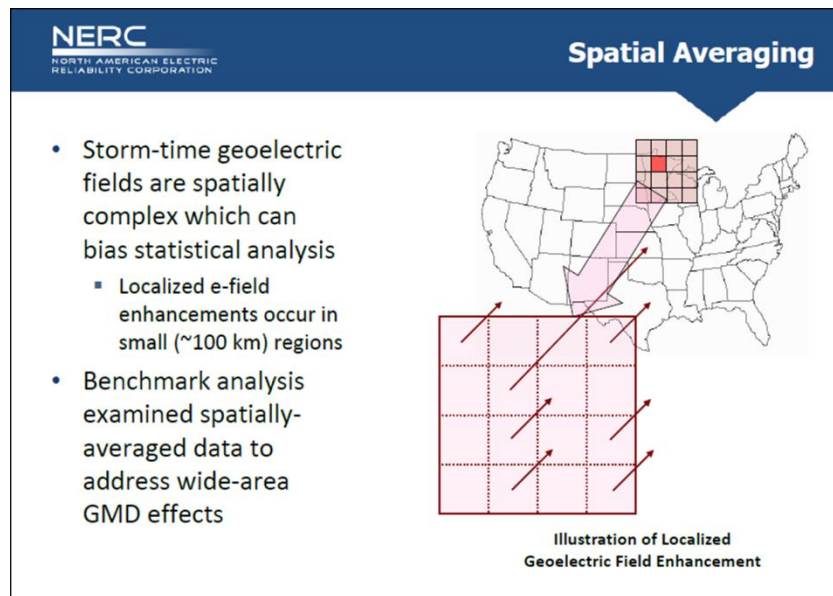 NERC
NORTH AMERICAN ELECTRIC
RELIABILITY CORPORATION
Spatial Averaging
• Storm-time geoelectric
fields are spatially
complex which can
bias statistical analysis
▪ Localized e-field
enhancements occur in
small (~100 km) regions
• Benchmark analysis
examined spatially-
averaged data to
address wide-area
GMD effects
Illustration of Localized
Geoelectric Field Enhancement